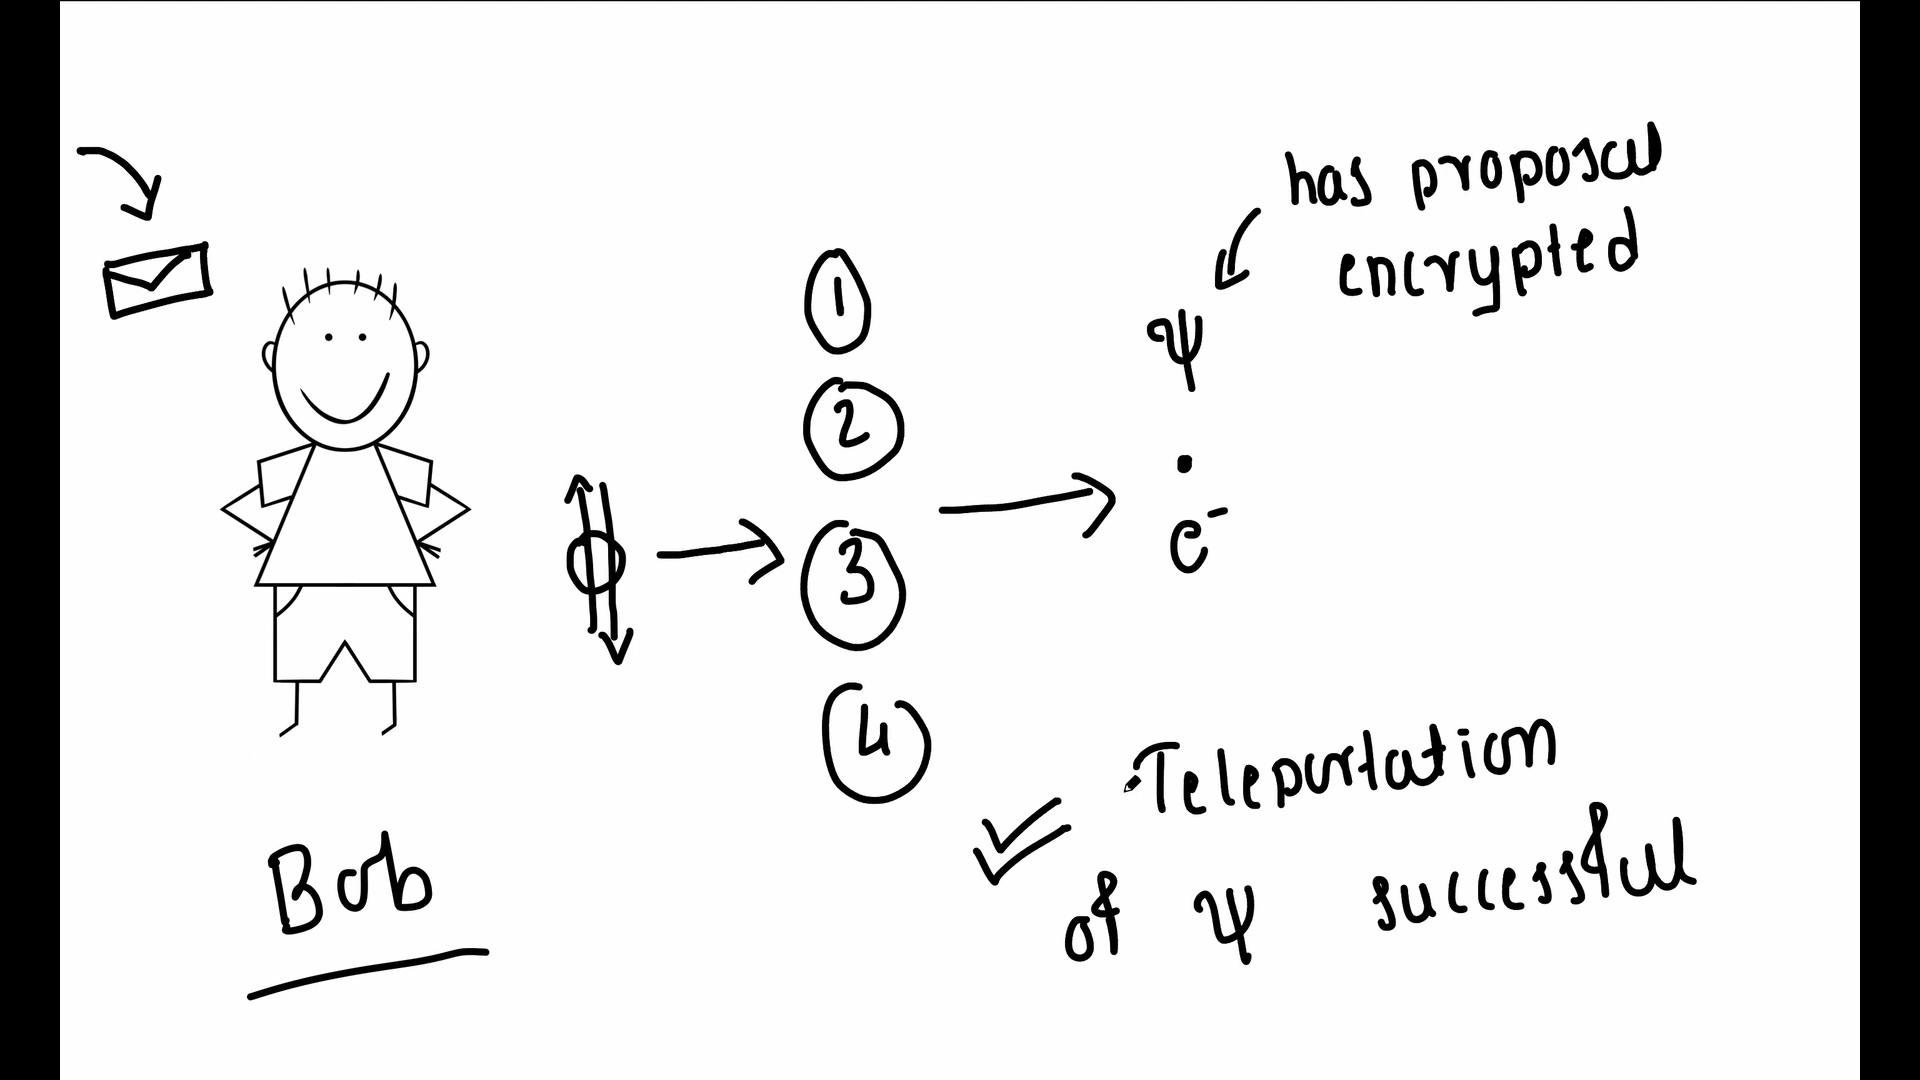 has proposal
encrypted
ψ
1
2
3
4
e⁻
Teleportation
of ψ successful
Bob